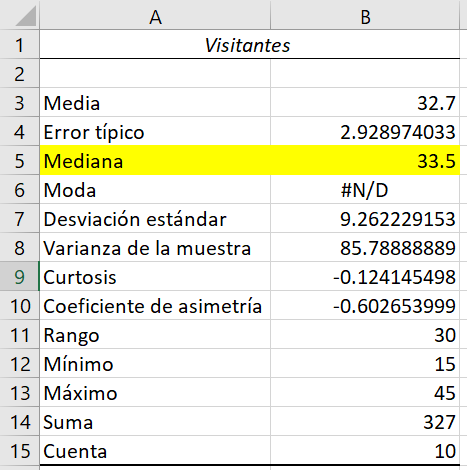 A B
1 Visitantes
2
3 Media 32.7
4 Error típico 2.928974033
5 Mediana 33.5
6 Moda #N/D
7 Desviación estándar 9.262229153
8 Varianza de la muestra 85.78888889
9 Curtosis -0.124145498
10 Coeficiente de asimetría -0.602653999
11 Rango 30
12 Mínimo 15
13 Máximo 45
14 Suma 327
15 Cuenta 10